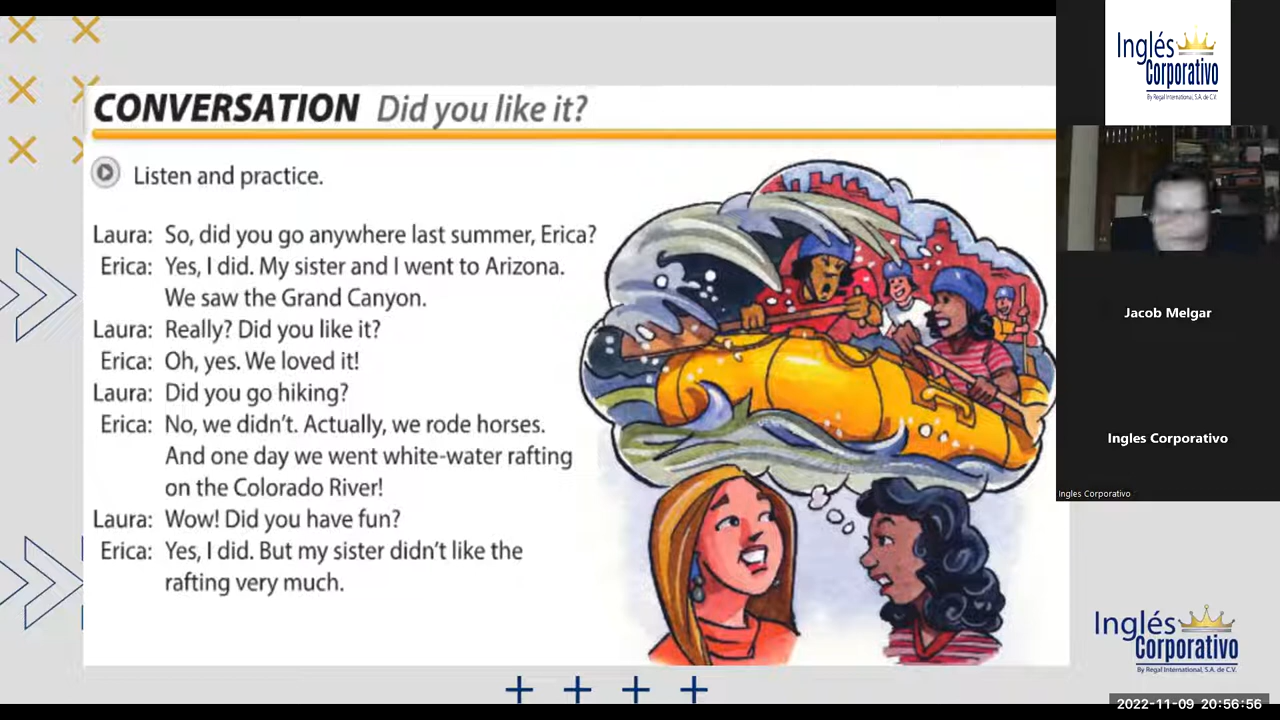 CONVERSATION Did you like it?
Listen and practice.
Laura: So, did you go anywhere last summer, Erica?
Erica: Yes, I did. My sister and I went to Arizona.
We saw the Grand Canyon.
Laura: Really? Did you like it?
Erica: Oh, yes. We loved it!
Laura: Did you go hiking?
Erica: No, we didn't. Actually, we rode horses.
And one day we went white-water rafting
on the Colorado River!
Laura: Wow! Did you have fun?
Erica: Yes, I did. But my sister didn't like the
rafting very much.
Inglés
Corporativo
By Regal International, S.A. de C.V.
Jacob Melgar
Ingles Corporativo
Ingles Corporativo
Inglés
Corporativo
By Regal International, S.A. de C.V.
2022-11-09 20:56:56